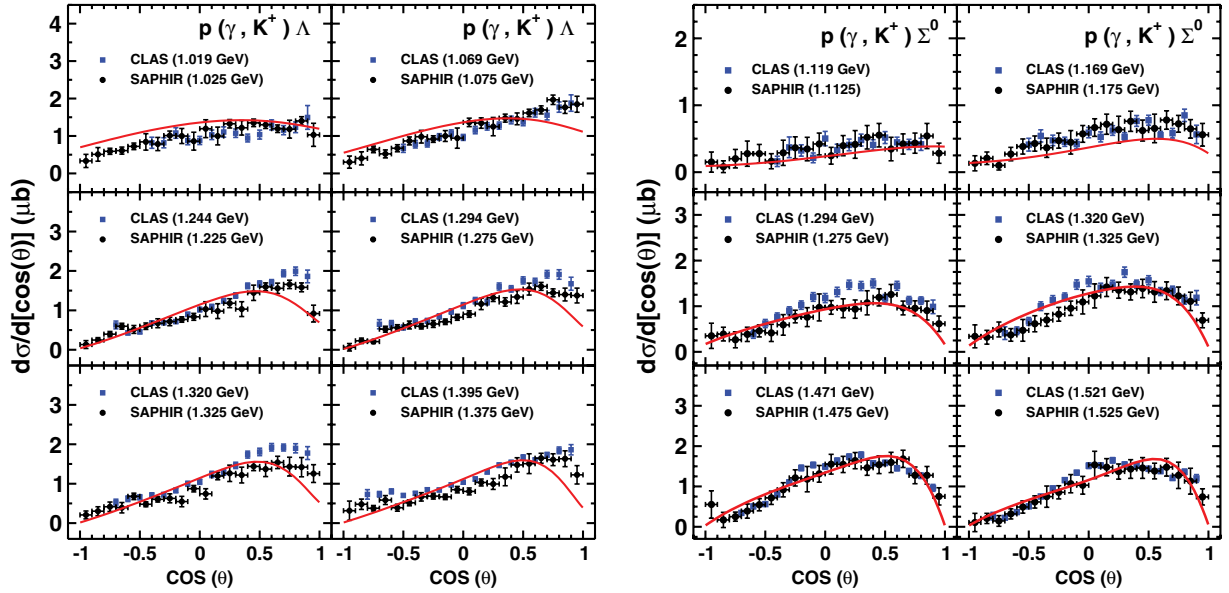 p ( γ , K+ ) Λ
CLAS (1.019 GeV)
SAPHIR (1.025 GeV)
p ( γ , K+ ) Λ
CLAS (1.069 GeV)
SAPHIR (1.075 GeV)
CLAS (1.244 GeV)
SAPHIR (1.225 GeV)
CLAS (1.294 GeV)
SAPHIR (1.275 GeV)
CLAS (1.320 GeV)
SAPHIR (1.325 GeV)
CLAS (1.395 GeV)
SAPHIR (1.375 GeV)
dσ/d[cos(θ)] (μb)
4
3
2
1
0
3
2
1
0
3
2
1
0
-1 -0.5 0 0.5 1
0 0.5 1
COS (θ)
COS (θ)
p ( γ , K+ ) Σ0
CLAS (1.119 GeV)
SAPHIR (1.1125)
p ( γ , K+ ) Σ0
CLAS (1.169 GeV)
SAPHIR (1.175 GeV)
CLAS (1.294 GeV)
SAPHIR (1.275 GeV)
CLAS (1.320 GeV)
SAPHIR (1.325 GeV)
CLAS (1.471 GeV)
SAPHIR (1.475 GeV)
CLAS (1.521 GeV)
SAPHIR (1.525 GeV)
dσ/d[cos(θ)] (μb)
2
1
0
3
2
1
0
3
2
1
0
-1 -0.5 0 0.5 1
-1 -0.5 0 0.5 1
COS (θ)
COS (θ)